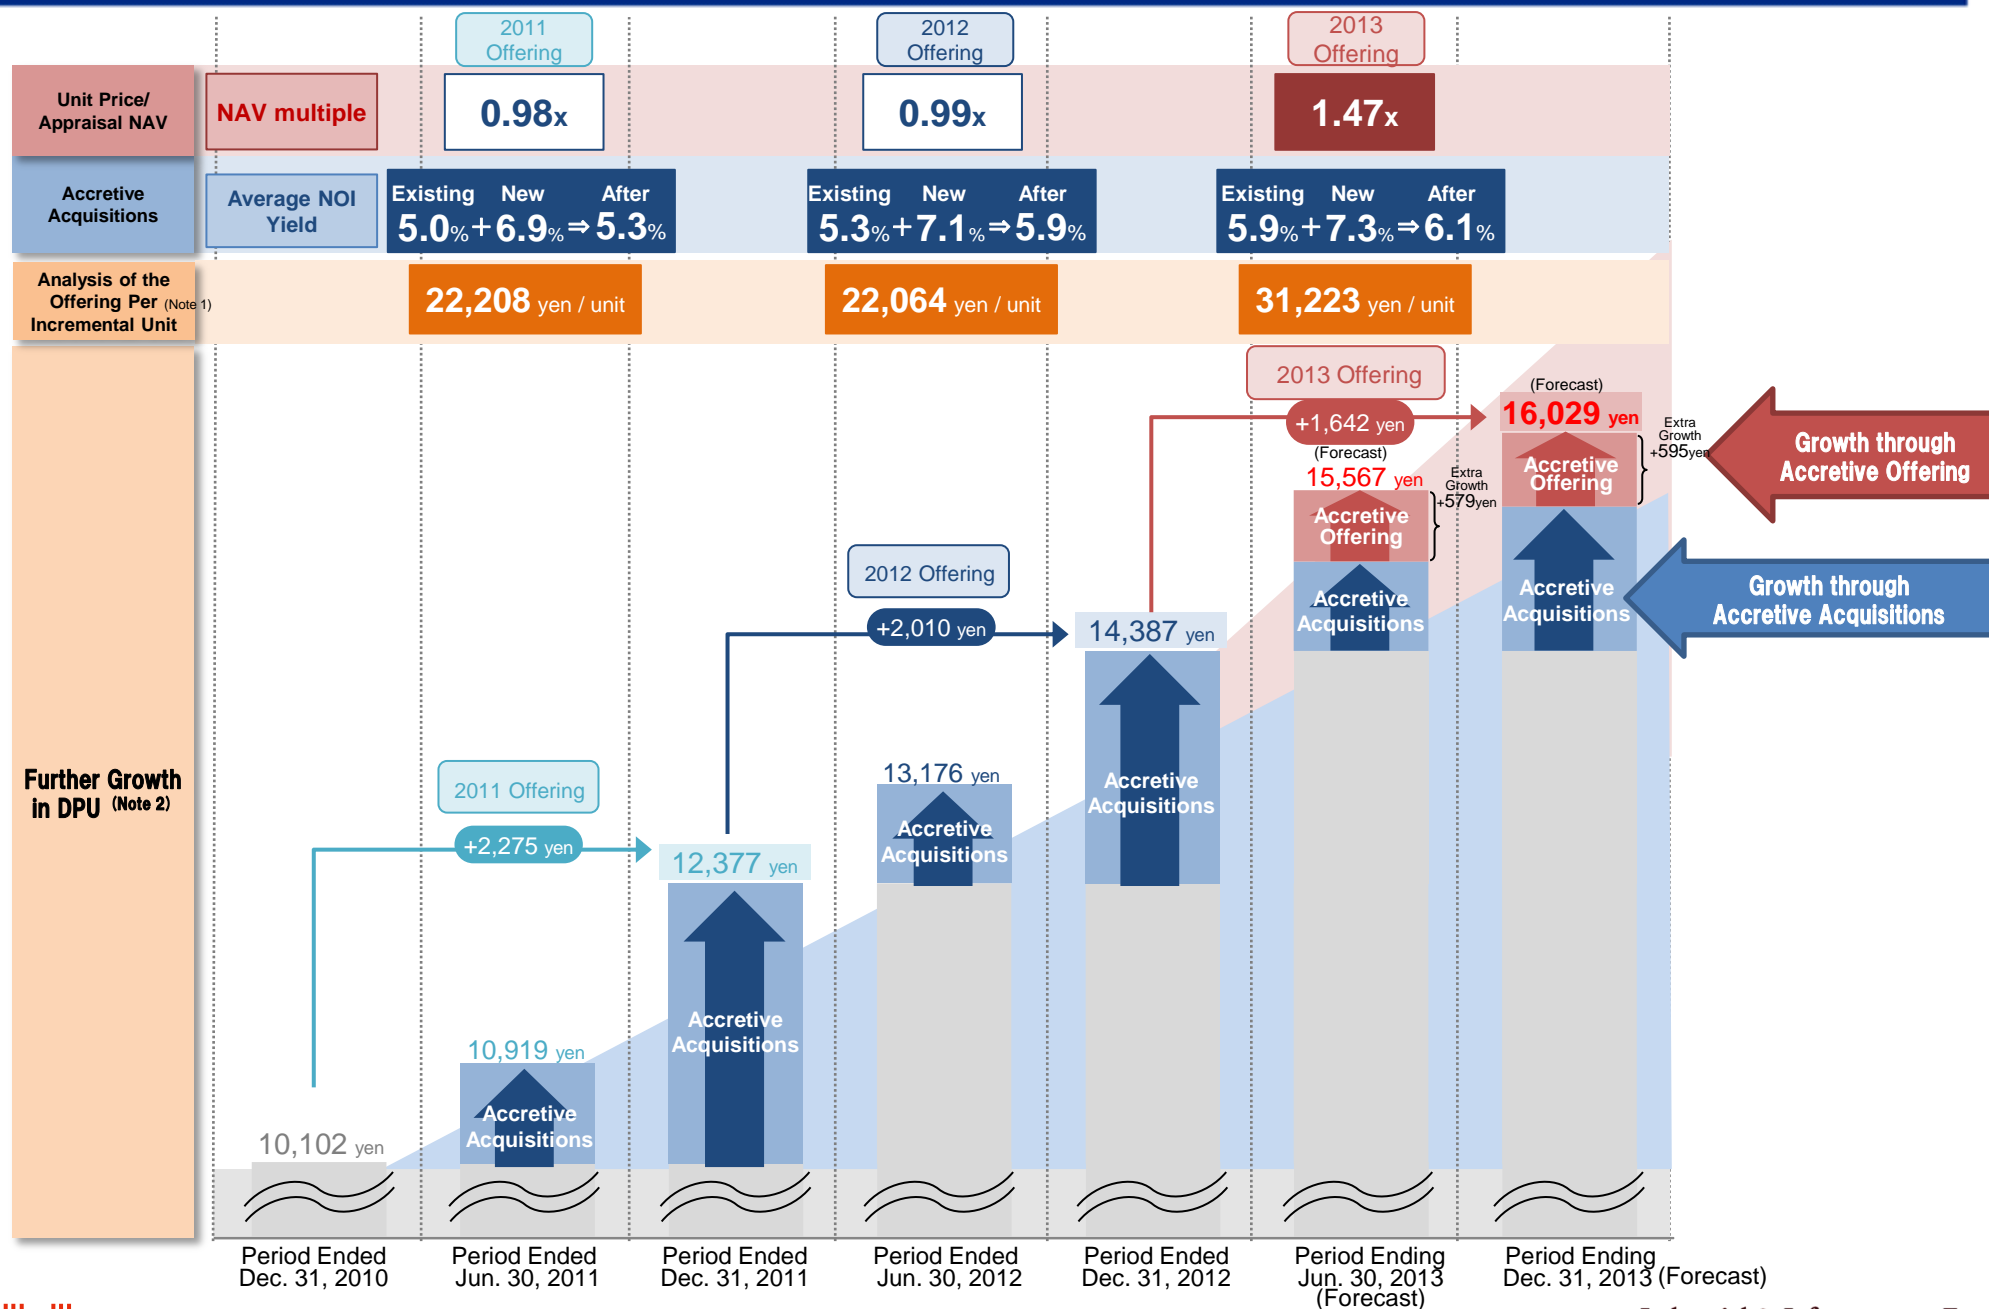 2011
Offering
2012
Offering
2013
Offering
Unit Price/
Appraisal NAV
NAV multiple
0.98x
0.99x
1.47x
Accretive
Acquisitions
Average NOI
Yield
Existing New After
5.0%+6.9%⇒5.3%
Existing New After
5.3%+7.1%⇒5.9%
Existing New After
5.9%+7.3%⇒6.1%
Analysis of the
Offering Per (Note 1)
Incremental Unit
22,208 yen / unit
22,064 yen / unit
31,223 yen / unit
Further Growth
in DPU (Note 2)
10,102 yen
2011 Offering
+2,275 yen
10,919 yen
Accretive
Acquisitions
12,377 yen
Accretive
Acquisitions
2012 Offering
+2,010 yen
13,176 yen
Accretive
Acquisitions
14,387 yen
Accretive
Acquisitions
2013 Offering
+1,642 yen
(Forecast)
15,567 yen
Extra
Growth
+579yen
Accretive
Offering
Accretive
Acquisitions
(Forecast)
16,029 yen
Extra
Growth
+595yen
Accretive
Offering
Accretive
Acquisitions
Growth through
Accretive Offering
Growth through
Accretive Acquisitions
Period Ended
Dec. 31, 2010
Period Ended
Jun. 30, 2011
Period Ended
Dec. 31, 2011
Period Ended
Jun. 30, 2012
Period Ended
Dec. 31, 2012
Period Ending
Jun. 30, 2013
(Forecast)
Period Ending
Dec. 31, 2013 (Forecast)